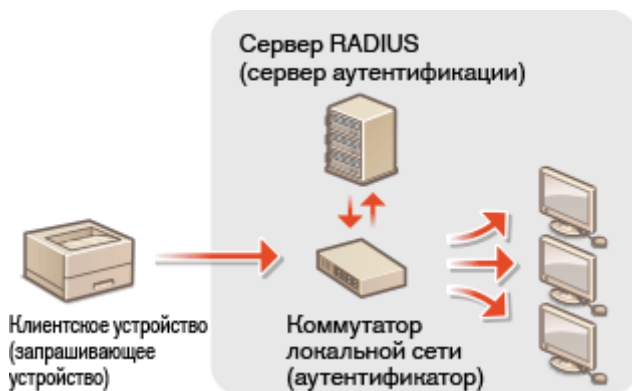 Сервер RADIUS
(сервер аутентификации)
Клиентское устройство
(запрашивающее
устройство)
Коммутатор
локальной сети
(аутентификатор)